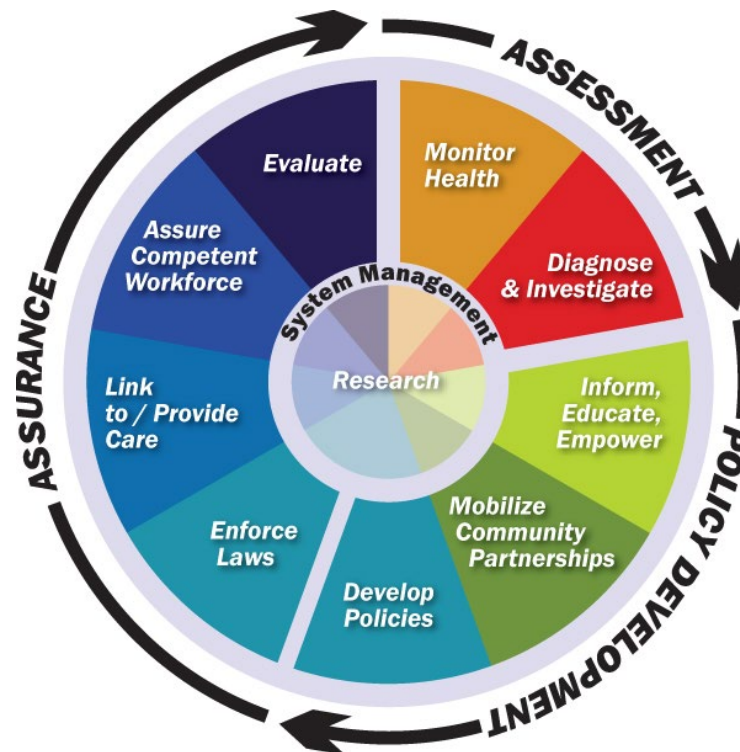 ASSESSMENT
POLICY DEVELOPMENT
ASSURANCE
Monitor
Health
Diagnose
& Investigate
Inform,
Educate,
Empower
Mobilize
Community
Partnerships
Develop
Policies
Enforce
Laws
Link
to / Provide
Care
Assure
Competent
Workforce
Evaluate
System Management
Research